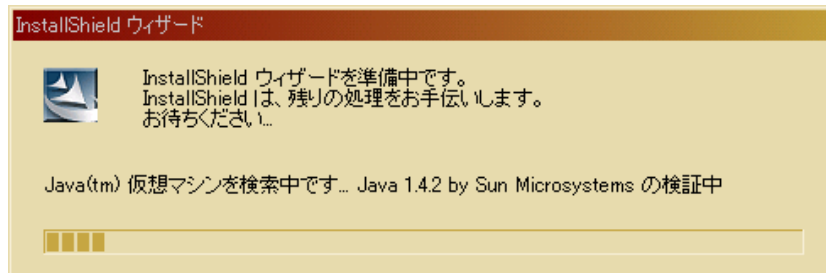 InstallShield ウィザード
InstallShield ウィザードを準備中です。
InstallShield は、残りの処理をお手伝いします。
お待ちください...
Java(tm) 仮想マシンを検索中です... Java 1.4.2 by Sun Microsystems の検証中